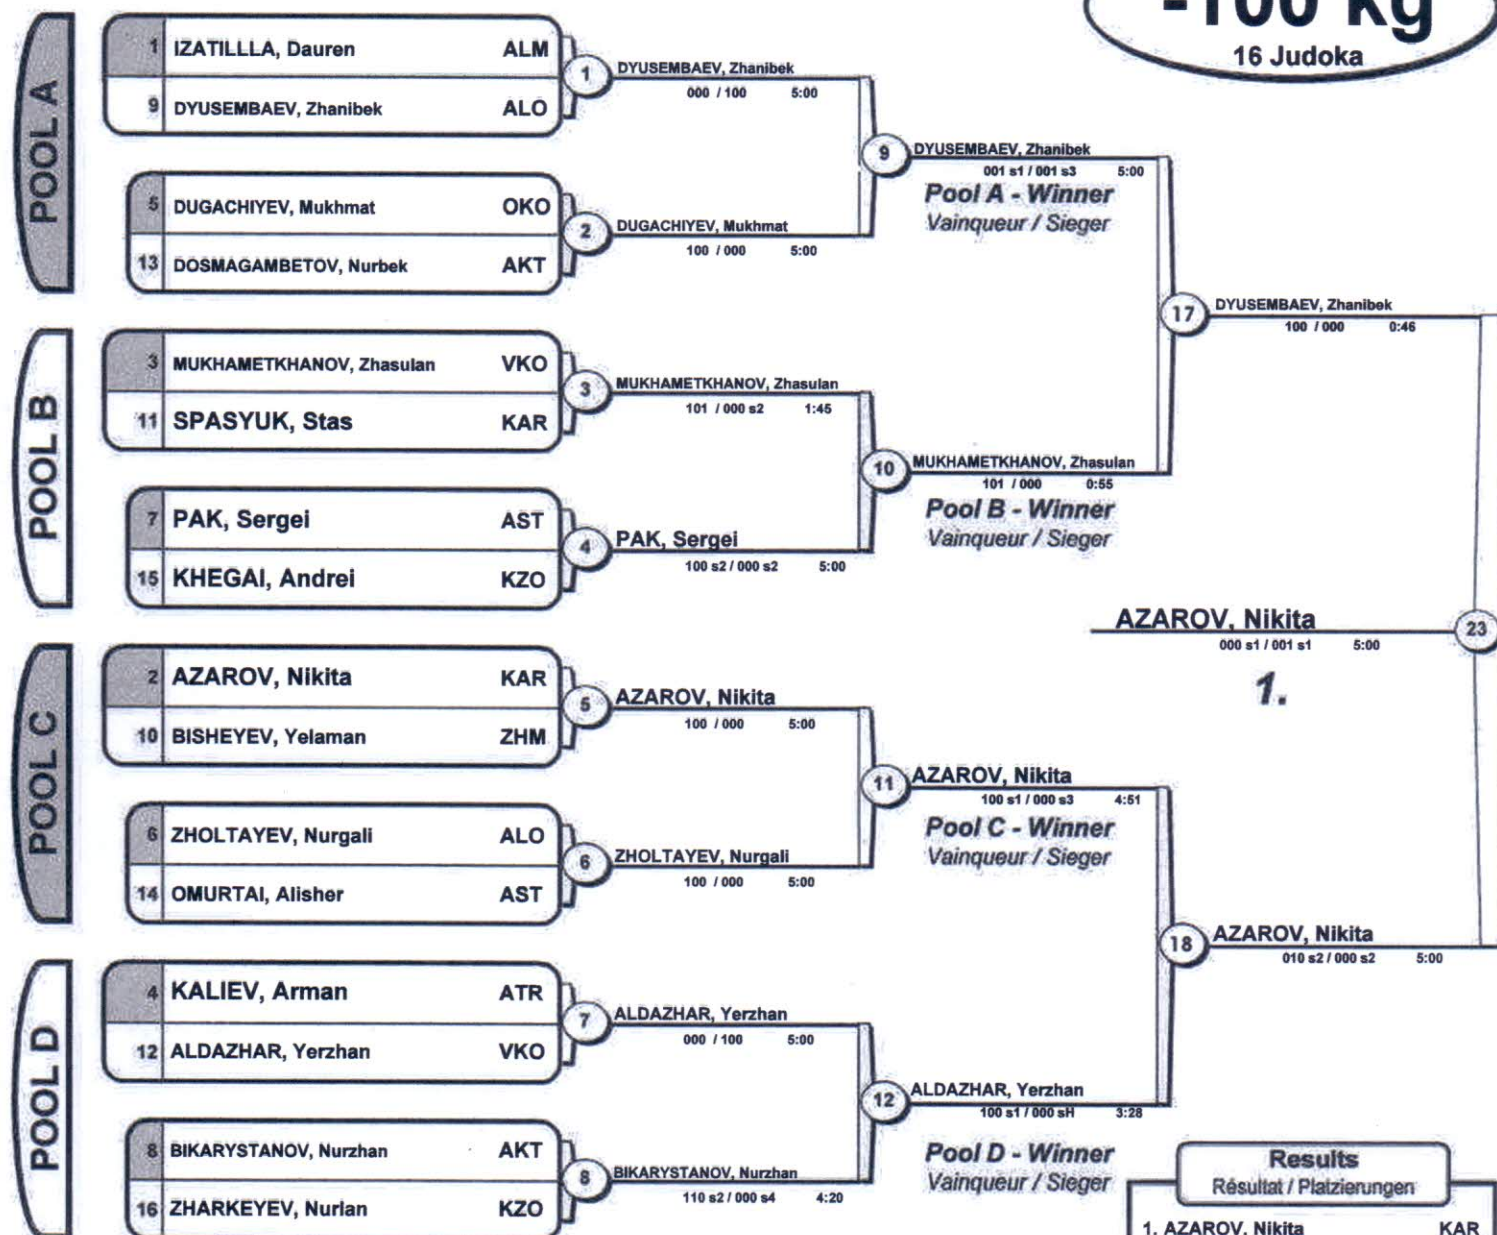 -100 kg
16 Judoka
POOL A
1 IZATILLLA, Dauren ALM
9 DYUSEMBAEV, Zhanibek ALO
1
DYUSEMBAEV, Zhanibek
000 / 100 5:00
5 DUGACHIYEV, Mukhmat OKO
13 DOSMAGAMBETOV, Nurbek AKT
2
DUGACHIYEV, Mukhmat
100 / 000 5:00
9
DYUSEMBAEV, Zhanibek
001 s1 / 001 s3 5:00
Pool A - Winner
Vainqueur / Sieger
POOL B
3 MUKHAMETKHANOV, Zhasulan VKO
11 SPASYUK, Stas KAR
3
MUKHAMETKHANOV, Zhasulan
101 / 000 s2 1:45
7 PAK, Sergei AST
15 KHEGAI, Andrei KZO
4
PAK, Sergei
100 s2 / 000 s2 5:00
10
MUKHAMETKHANOV, Zhasulan
101 / 000 0:55
Pool B - Winner
Vainqueur / Sieger
17
DYUSEMBAEV, Zhanibek
100 / 000 0:46
AZAROV, Nikita
000 s1 / 001 s1 5:00
23
1.
POOL C
2 AZAROV, Nikita KAR
10 BISHEYEV, Yelaman ZHM
5
AZAROV, Nikita
100 / 000 5:00
6 ZHOLTAYEV, Nurgali ALO
14 OMURTAI, Alisher AST
6
ZHOLTAYEV, Nurgali
100 / 000 5:00
11
AZAROV, Nikita
100 s1 / 000 s3 4:51
Pool C - Winner
Vainqueur / Sieger
18
AZAROV, Nikita
010 s2 / 000 s2 5:00
POOL D
4 KALIEV, Arman ATR
12 ALDAZHAR, Yerzhan VKO
7
ALDAZHAR, Yerzhan
000 / 100 5:00
8 BIKARYSTANOV, Nurzhan AKT
16 ZHARKEYEV, Nurlan KZO
8
BIKARYSTANOV, Nurzhan
110 s2 / 000 s4 4:20
12
ALDAZHAR, Yerzhan
100 s1 / 000 sH 3:28
Pool D - Winner
Vainqueur / Sieger
Results
Résultat / Platzierungen
1. AZAROV, Nikita KAR